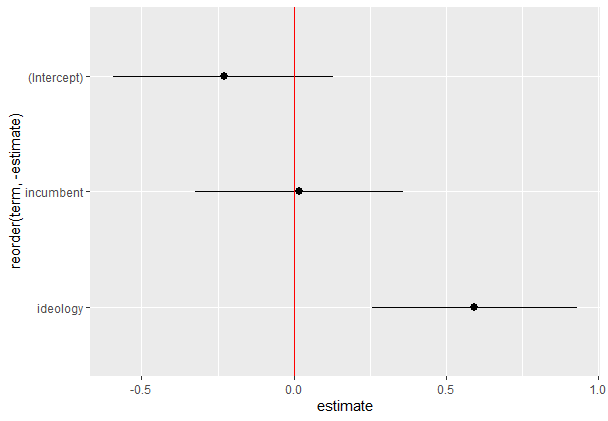 reorder(term, -estimate)
(Intercept)
incumbent
ideology
-0.5 0.0 0.5 1.0
estimate